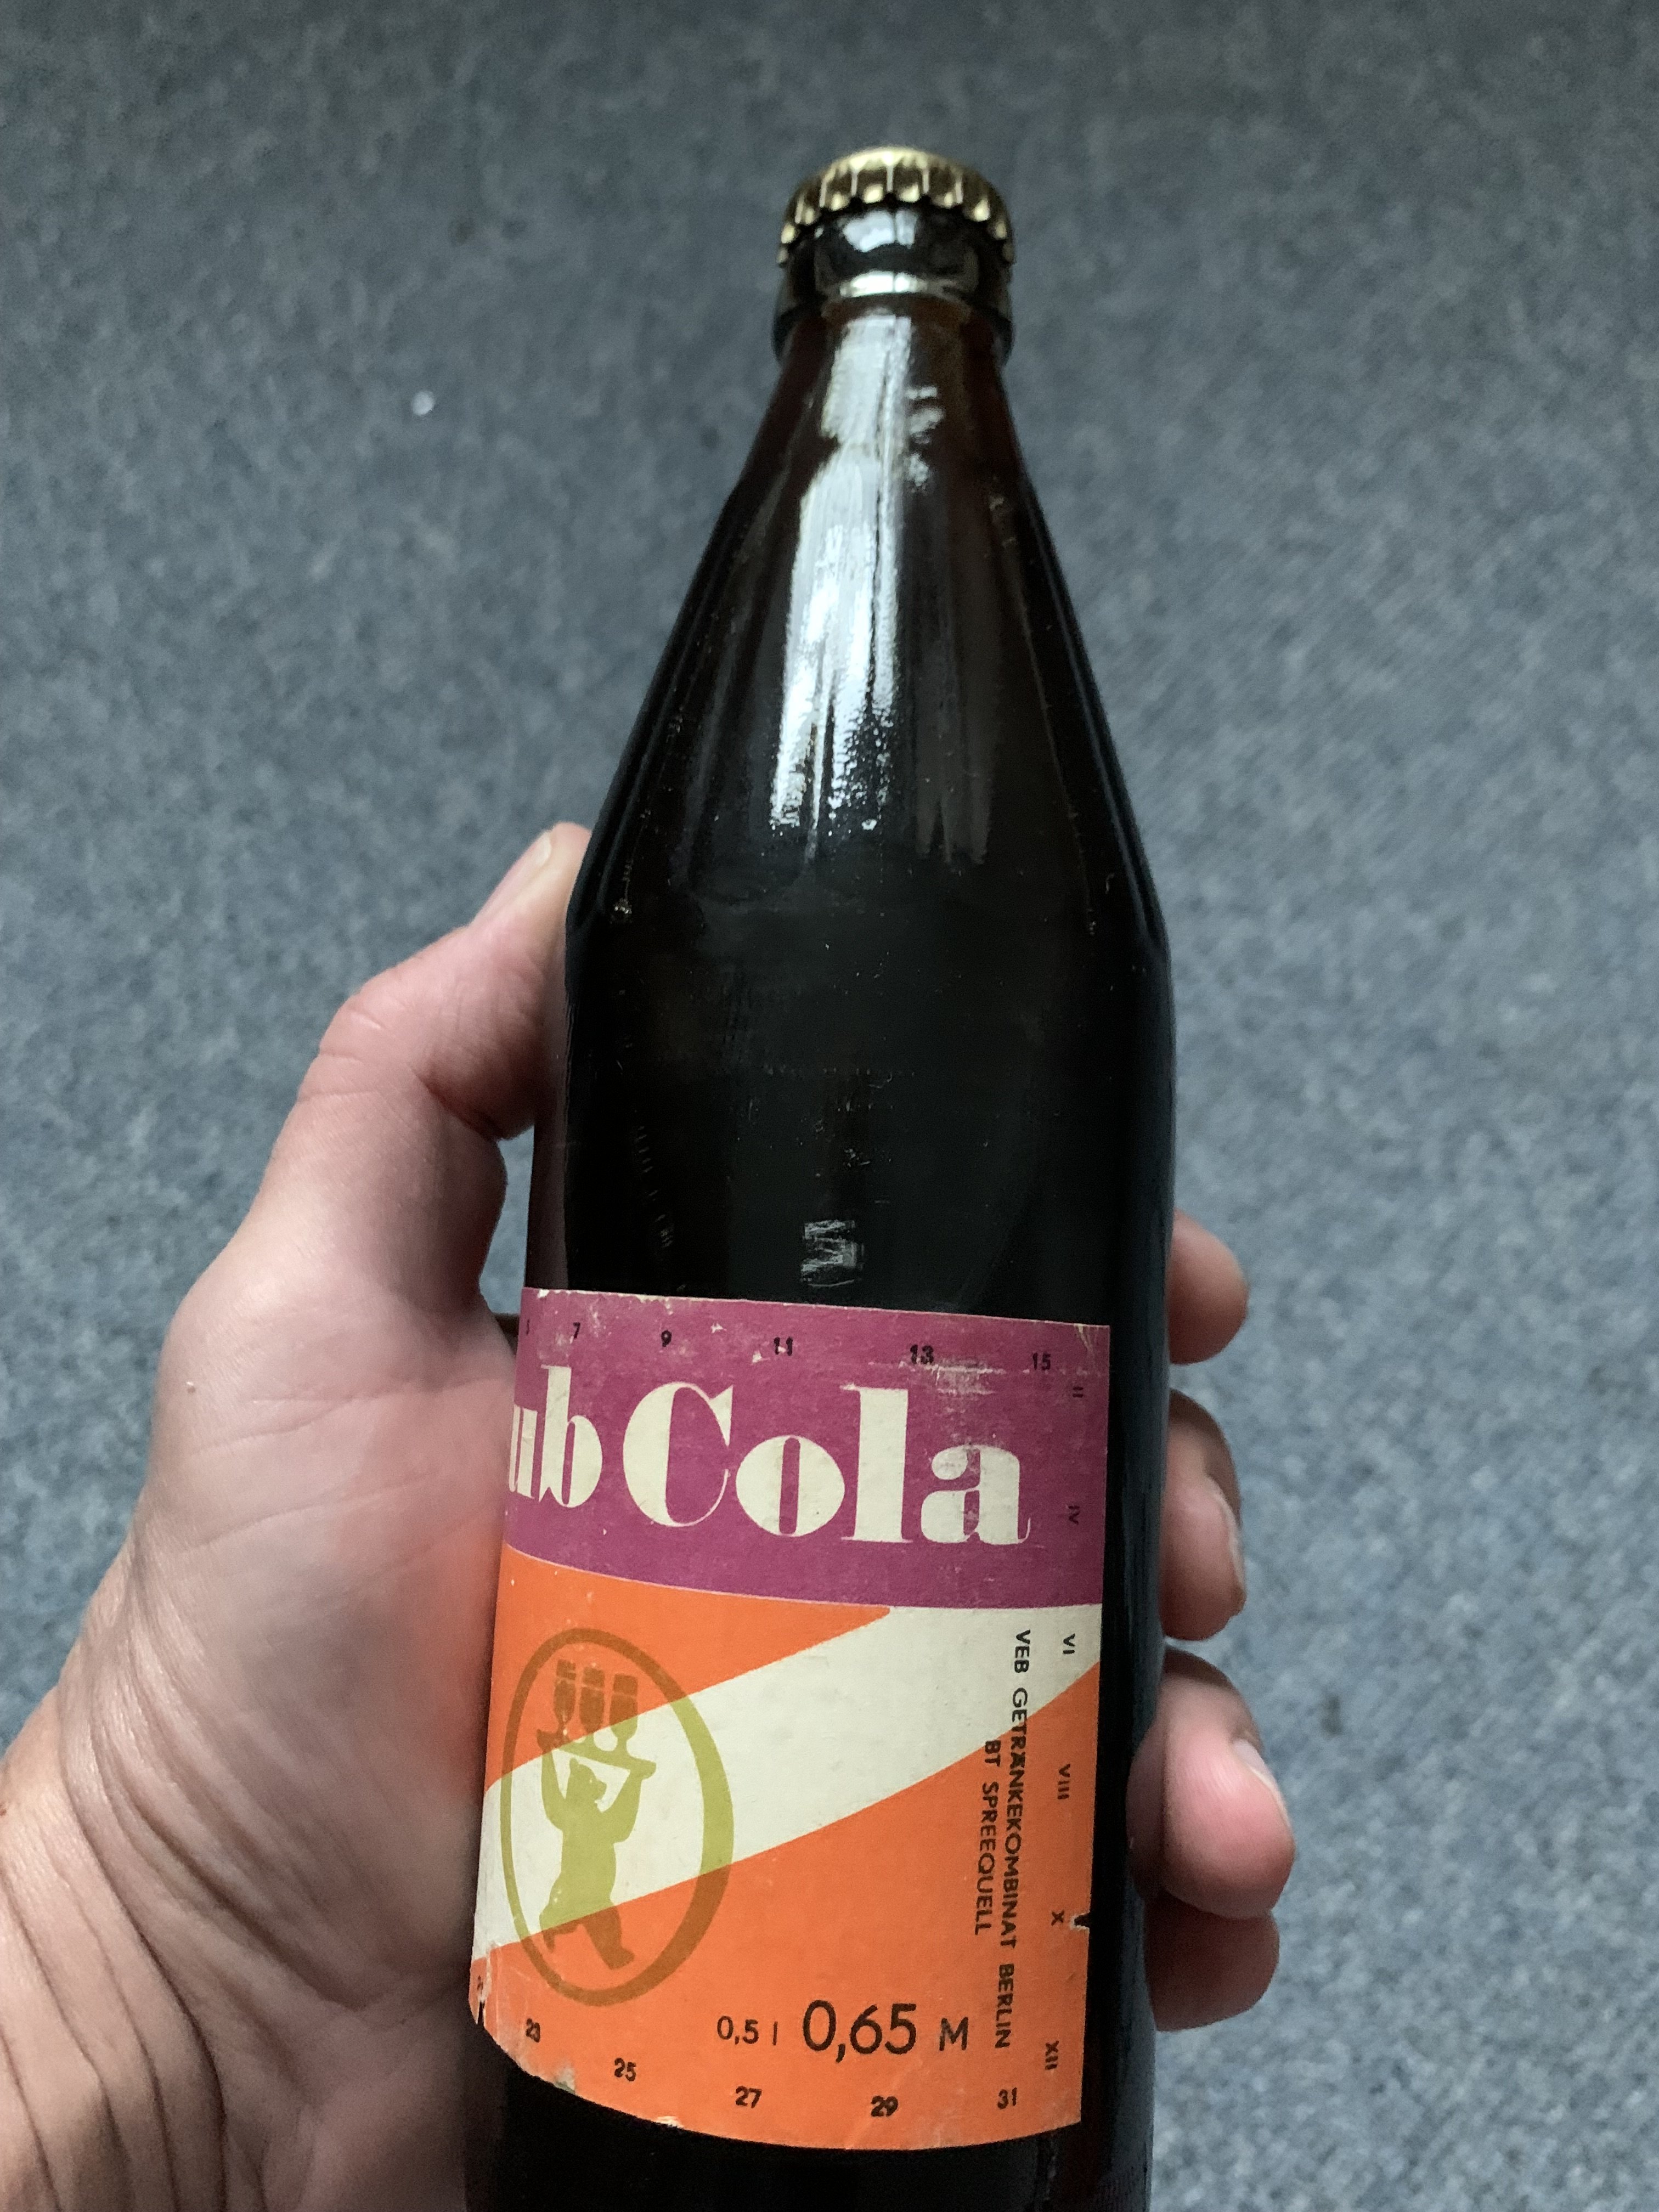 7 9 11 13 15
II
ub Cola
IV
VI
VIII
X
XII
VEB GETRÄNKEKOMBINAT BERLIN
BT SPREEQUELL
0,5 l 0,65 M
23 25 27 29 31